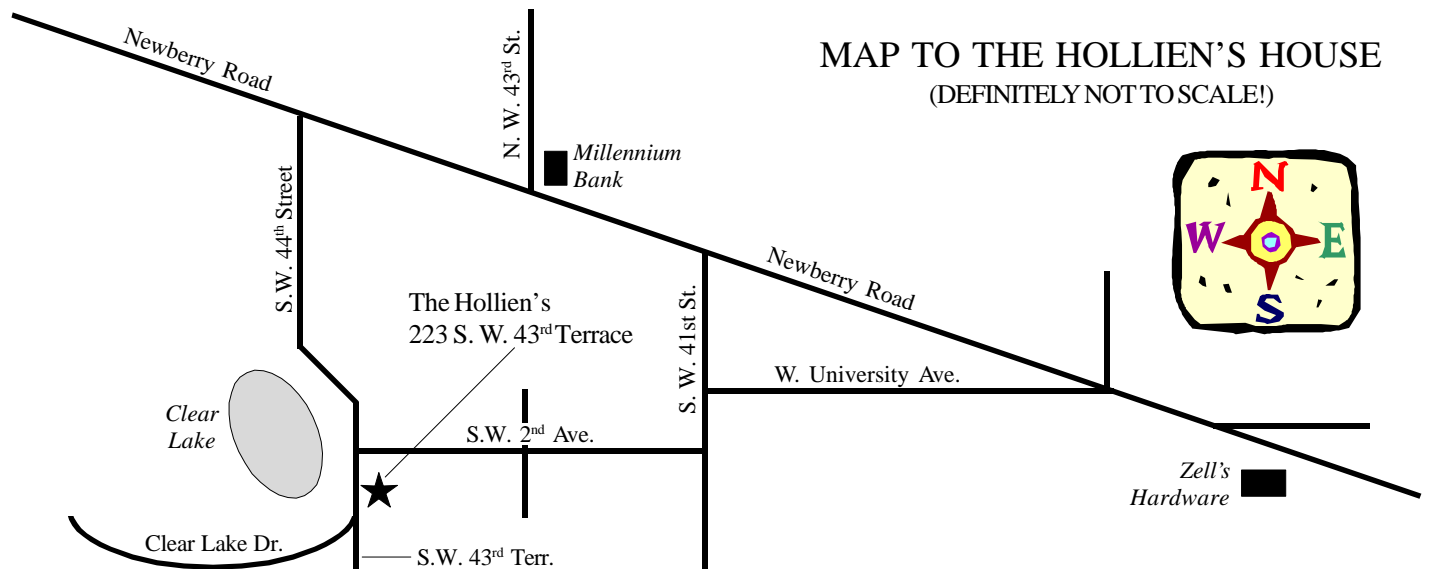 MAP TO THE HOLLIEN’S HOUSE
(DEFINITELY NOT TO SCALE!)
Newberry Road
N. W. 43rd St.
Millennium
Bank
S.W. 44th Street
N
W
E
S
Newberry Road
The Hollien’s
223 S. W. 43rd Terrace
S. W. 41st St.
W. University Ave.
Clear
Lake
S.W. 2nd Ave.
Zell’s
Hardware
Clear Lake Dr.
S.W. 43rd Terr.